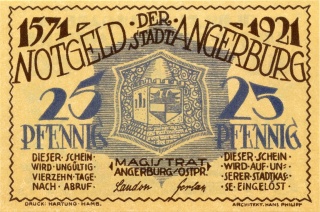 1571 DER 1921
NOTGELD STADT ANGERBURG
25 25
PFENNIG PFENNIG
DIESER SCHEIN
WIRD UNGÜLTIG
VIERZEHN TAGE
NACH ABRUF.
MAGISTRAT
ANGERBURG/OSTPR.
DIESER SCHEIN
WIRD AUF UN-
SERER STADTKAS-
SE EINGELÖST.
DRUCK: HARTUNG-HAMB.
ARCHITEKT: HANS PHILIPP